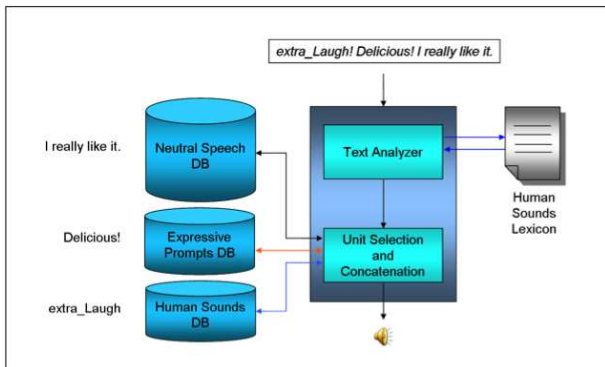 extra_Laugh! Delicious! I really like it.
I really like it.
Neutral Speech
DB
Text Analyzer
Human
Sounds
Lexicon
Delicious!
Expressive
Prompts DB
Unit Selection
and
Concatenation
extra_Laugh
Human Sounds
DB